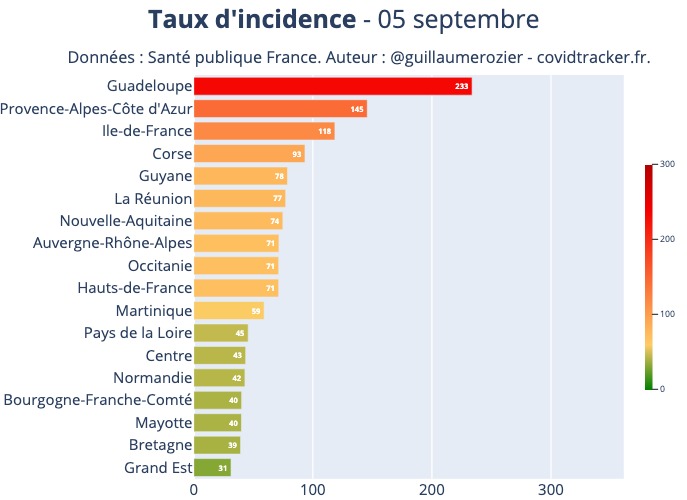 Taux d'incidence - 05 septembre
Données : Santé publique France. Auteur : @guillaumerozier - covidtracker.fr.
Guadeloupe 233
Provence-Alpes-Côte d'Azur 145
Ile-de-France 118
Corse 93
Guyane 78
La Réunion 77
Nouvelle-Aquitaine 74
Auvergne-Rhône-Alpes 71
Occitanie 71
Hauts-de-France 71
Martinique 59
Pays de la Loire 45
Centre 43
Normandie 42
Bourgogne-Franche-Comté 40
Mayotte 40
Bretagne 39
Grand Est 31
0 100 200 300
300
200
100
0